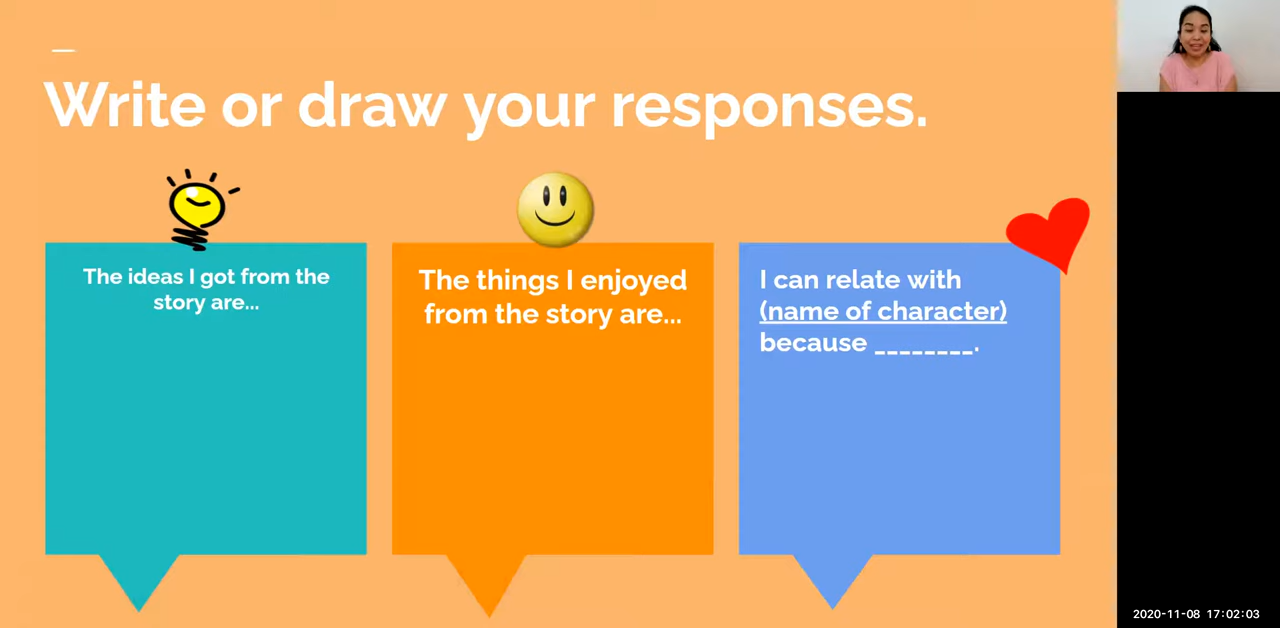 Write or draw your responses.
The ideas I got from the
story are...
The things I enjoyed
from the story are...
I can relate with
(name of character)
because ________.
2020-11-08 17:02:03